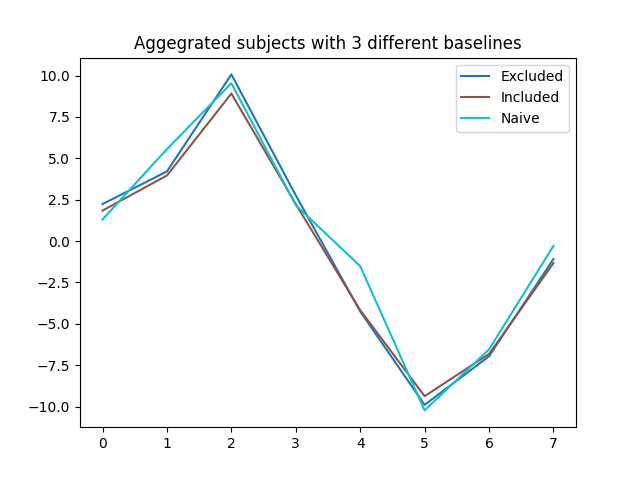 Aggegrated subjects with 3 different baselines
10.0
7.5
5.0
2.5
0.0
−2.5
−5.0
−7.5
−10.0
Excluded
Included
Naive
0 1 2 3 4 5 6 7